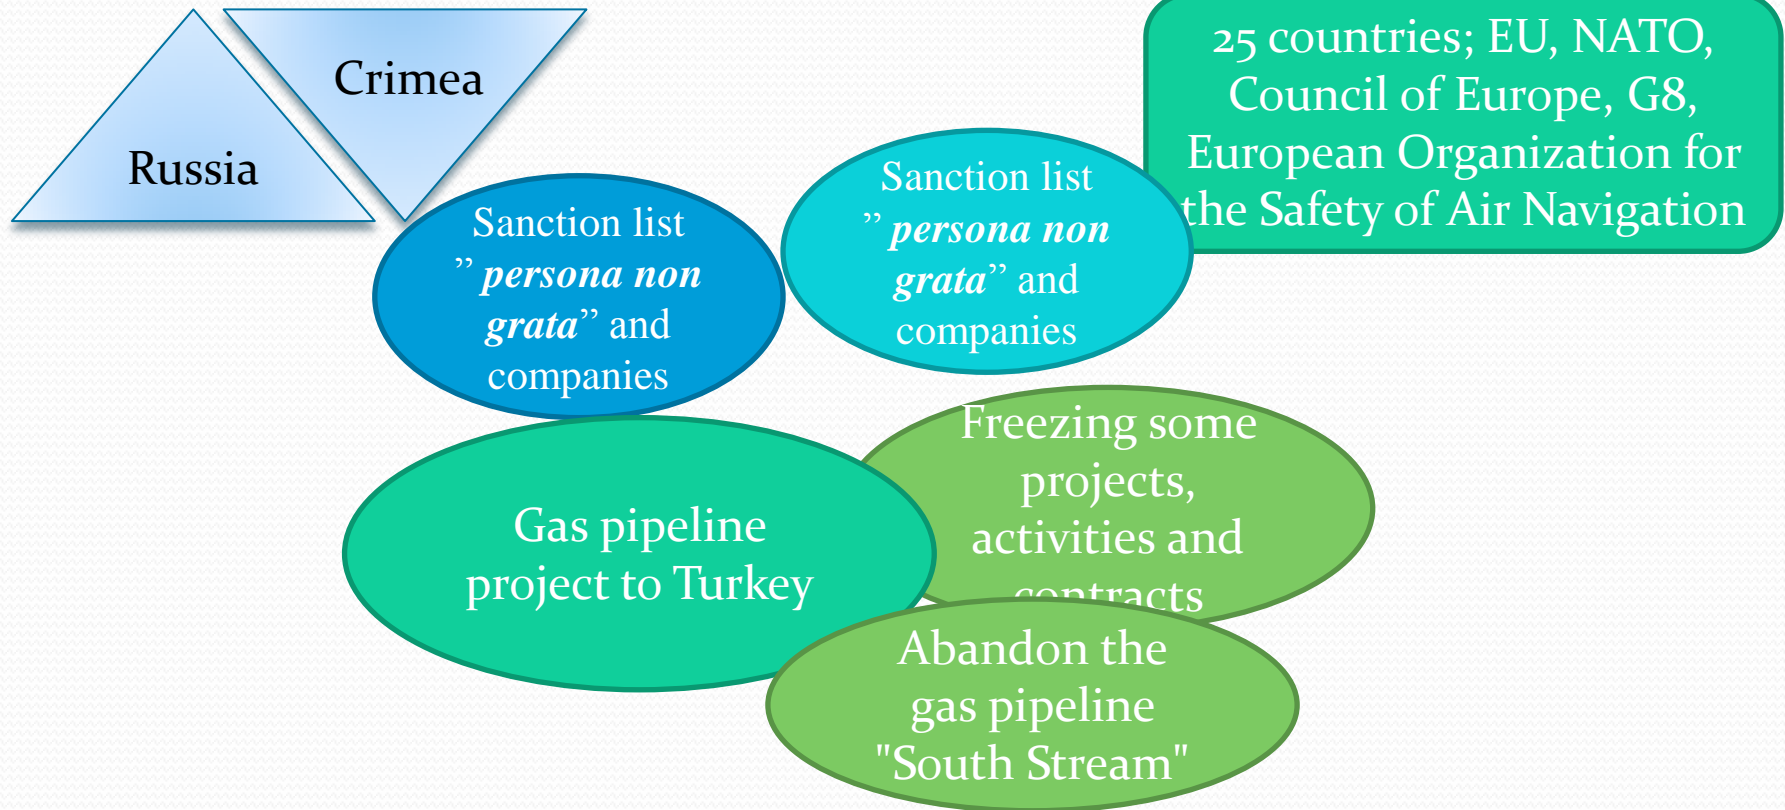 Crimea
Russia
25 countries; EU, NATO,
Council of Europe, G8,
European Organization for
the Safety of Air Navigation
Sanction list
” persona non
grata” and
companies
Sanction list
” persona non
grata” and
companies
Freezing some
projects,
activities and
contracts
Gas pipeline
project to Turkey
Abandon the
gas pipeline
"South Stream"